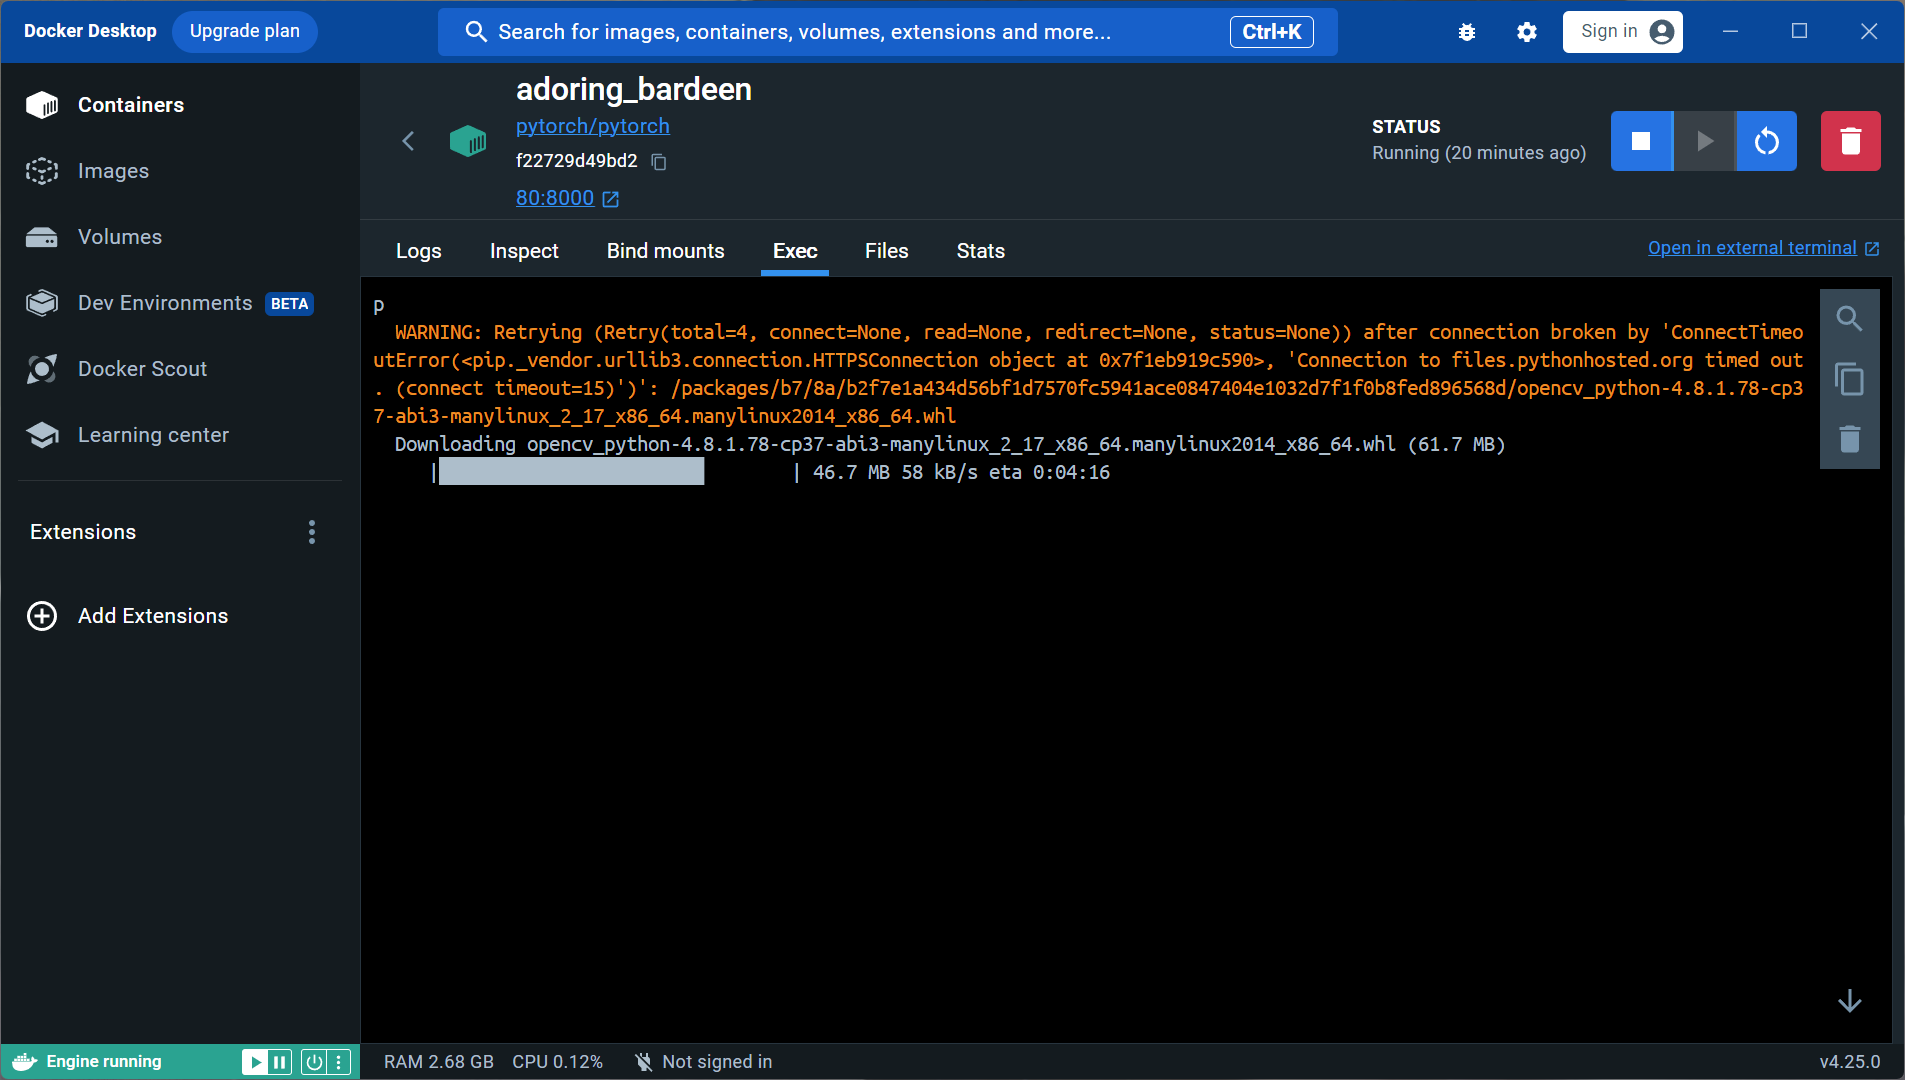 Docker Desktop
Upgrade plan
Search for images, containers, volumes, extensions and more...
Ctrl+K
Sign in
Containers
Images
Volumes
Dev Environments BETA
Docker Scout
Learning center
Extensions
Add Extensions
adoring_bardeen
pytorch/pytorch
f22729d49bd2
80:8000
STATUS
Running (20 minutes ago)
Logs
Inspect
Bind mounts
Exec
Files
Stats
Open in external terminal
p
WARNING: Retrying (Retry(total=4, connect=None, read=None, redirect=None, status=None)) after connection broken by 'ConnectTimeo
utError(<pip._vendor.urllib3.connection.HTTPSConnection object at 0x7f1eb919c590>, 'Connection to files.pythonhosted.org timed out
. (connect timeout=15)')': /packages/b7/8a/b2f7e1a434d56bf1d7570fc5941ace0847404e1032d7f1f0b8fed896568d/opencv_python-4.8.1.78-cp3
7-abi3-manylinux_2_17_x86_64.manylinux2014_x86_64.whl
Downloading opencv_python-4.8.1.78-cp37-abi3-manylinux_2_17_x86_64.manylinux2014_x86_64.whl (61.7 MB)
| | 46.7 MB 58 kB/s eta 0:04:16
Engine running
RAM 2.68 GB
CPU 0.12%
Not signed in
v4.25.0